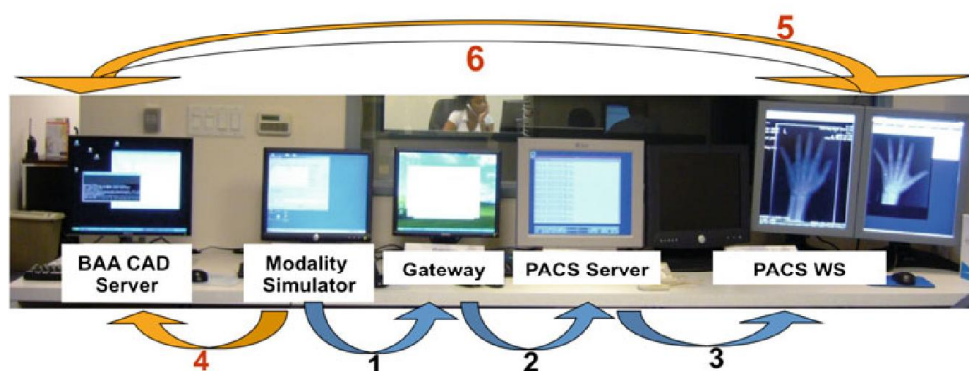 5
6
BAA CAD
Server
Modality
Simulator
Gateway
PACS Server
PACS WS
4
1
2
3